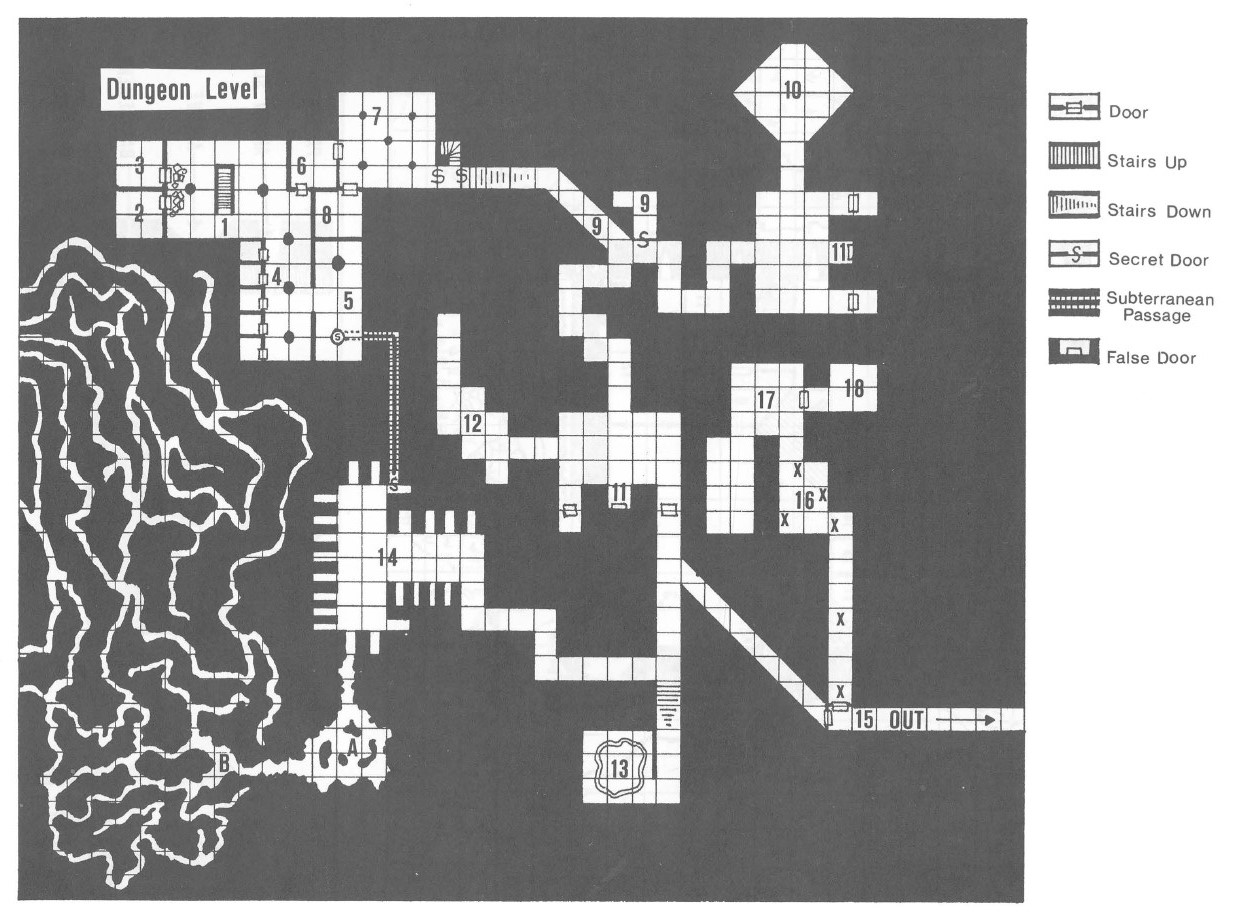 Dungeon Level
10
7
3
6
2
1
8
9
9
S
S
S
11
4
5
S
18
17
12
X
11
16
X
X
X
S
14
X
X
15 OUT
A
B
13
Door
Stairs Up
Stairs Down
S
Secret Door
Subterranean
Passage
False Door